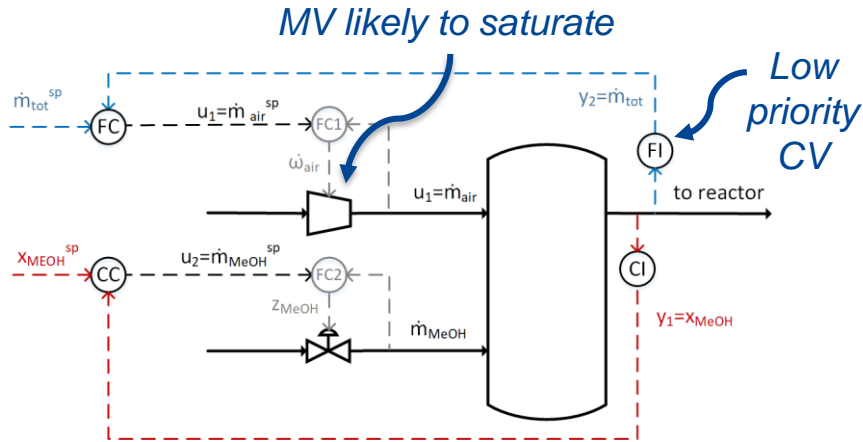 MV likely to saturate
Low
priority
CV
ṁtot^sp
FC
u1=ṁair^sp
FC1
y2=ṁtot
FI
ω̇air
u1=ṁair
to reactor
xMEOH^sp
CC
u2=ṁMeOH^sp
FC2
CI
zMeOH
ṁMeOH
y1=xMeOH